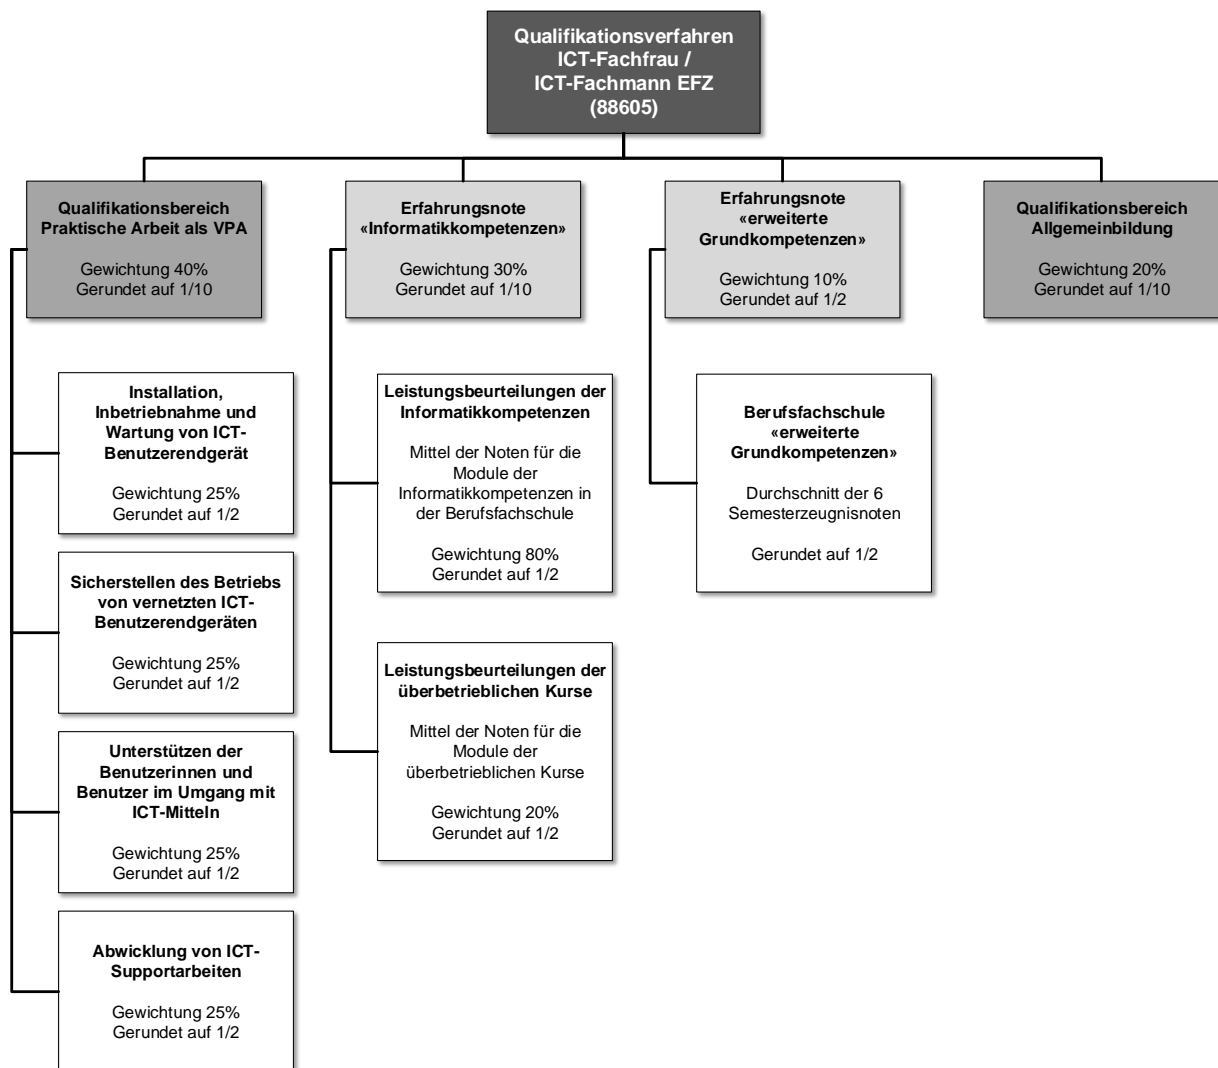 Qualifikationsverfahren
ICT-Fachfrau /
ICT-Fachmann EFZ
(88605)
Qualifikationsbereich
Praktische Arbeit als VPA
Gewichtung 40%
Gerundet auf 1/10
Erfahrungsnote
«Informatikkompetenzen»
Gewichtung 30%
Gerundet auf 1/10
Erfahrungsnote
«erweiterte
Grundkompetenzen»
Gewichtung 10%
Gerundet auf 1/2
Qualifikationsbereich
Allgemeinbildung
Gewichtung 20%
Gerundet auf 1/10
Installation,
Inbetriebnahme und
Wartung von ICT-
Benutzerendgerät
Gewichtung 25%
Gerundet auf 1/2
Sicherstellen des Betriebs
von vernetzten ICT-
Benutzerendgeräten
Gewichtung 25%
Gerundet auf 1/2
Unterstützen der
Benutzerinnen und
Benutzer im Umgang mit
ICT-Mitteln
Gewichtung 25%
Gerundet auf 1/2
Abwicklung von ICT-
Supportarbeiten
Gewichtung 25%
Gerundet auf 1/2
Leistungsbeurteilungen der
Informatikkompetenzen
Mittel der Noten für die
Module der
Informatikkompetenzen in
der Berufsfachschule
Gewichtung 80%
Gerundet auf 1/2
Leistungsbeurteilungen der
überbetrieblichen Kurse
Mittel der Noten für die
Module der
überbetrieblichen Kurse
Gewichtung 20%
Gerundet auf 1/2
Berufsfachschule
«erweiterte
Grundkompetenzen»
Durchschnitt der 6
Semesterzeugnisnoten
Gerundet auf 1/2